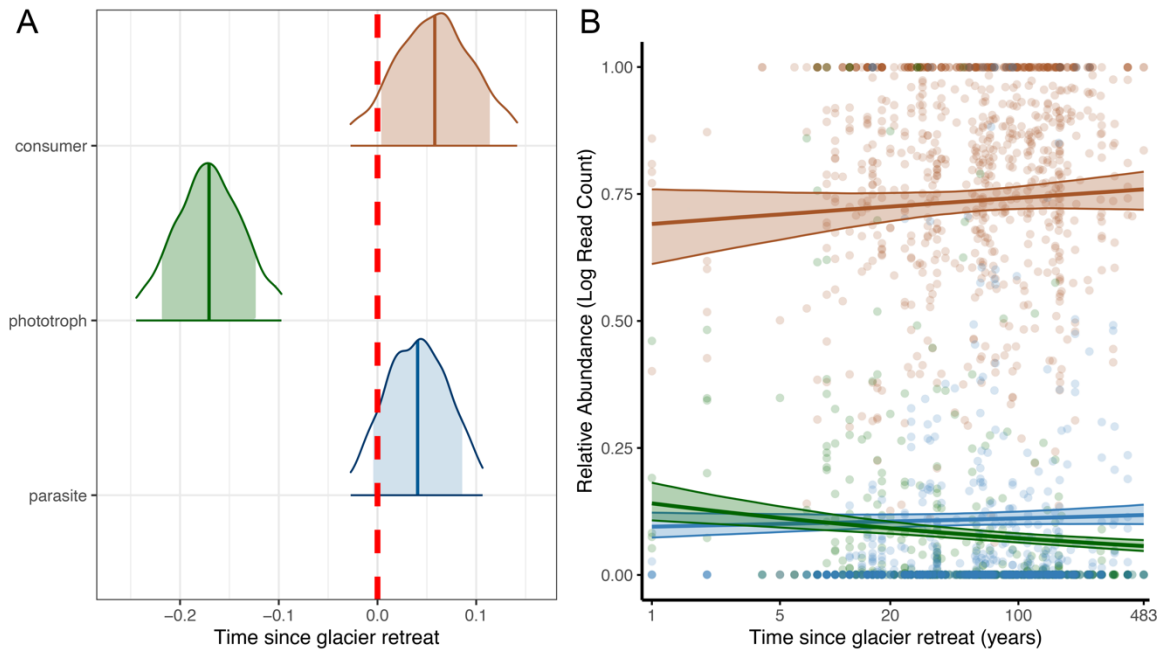 A
consumer
phototroph
parasite
−0.2
−0.1
0.0
0.1
Time since glacier retreat
B
Relative Abundance (Log Read Count)
1.00
0.75
0.50
0.25
0.00
1
5
20
100
483
Time since glacier retreat (years)